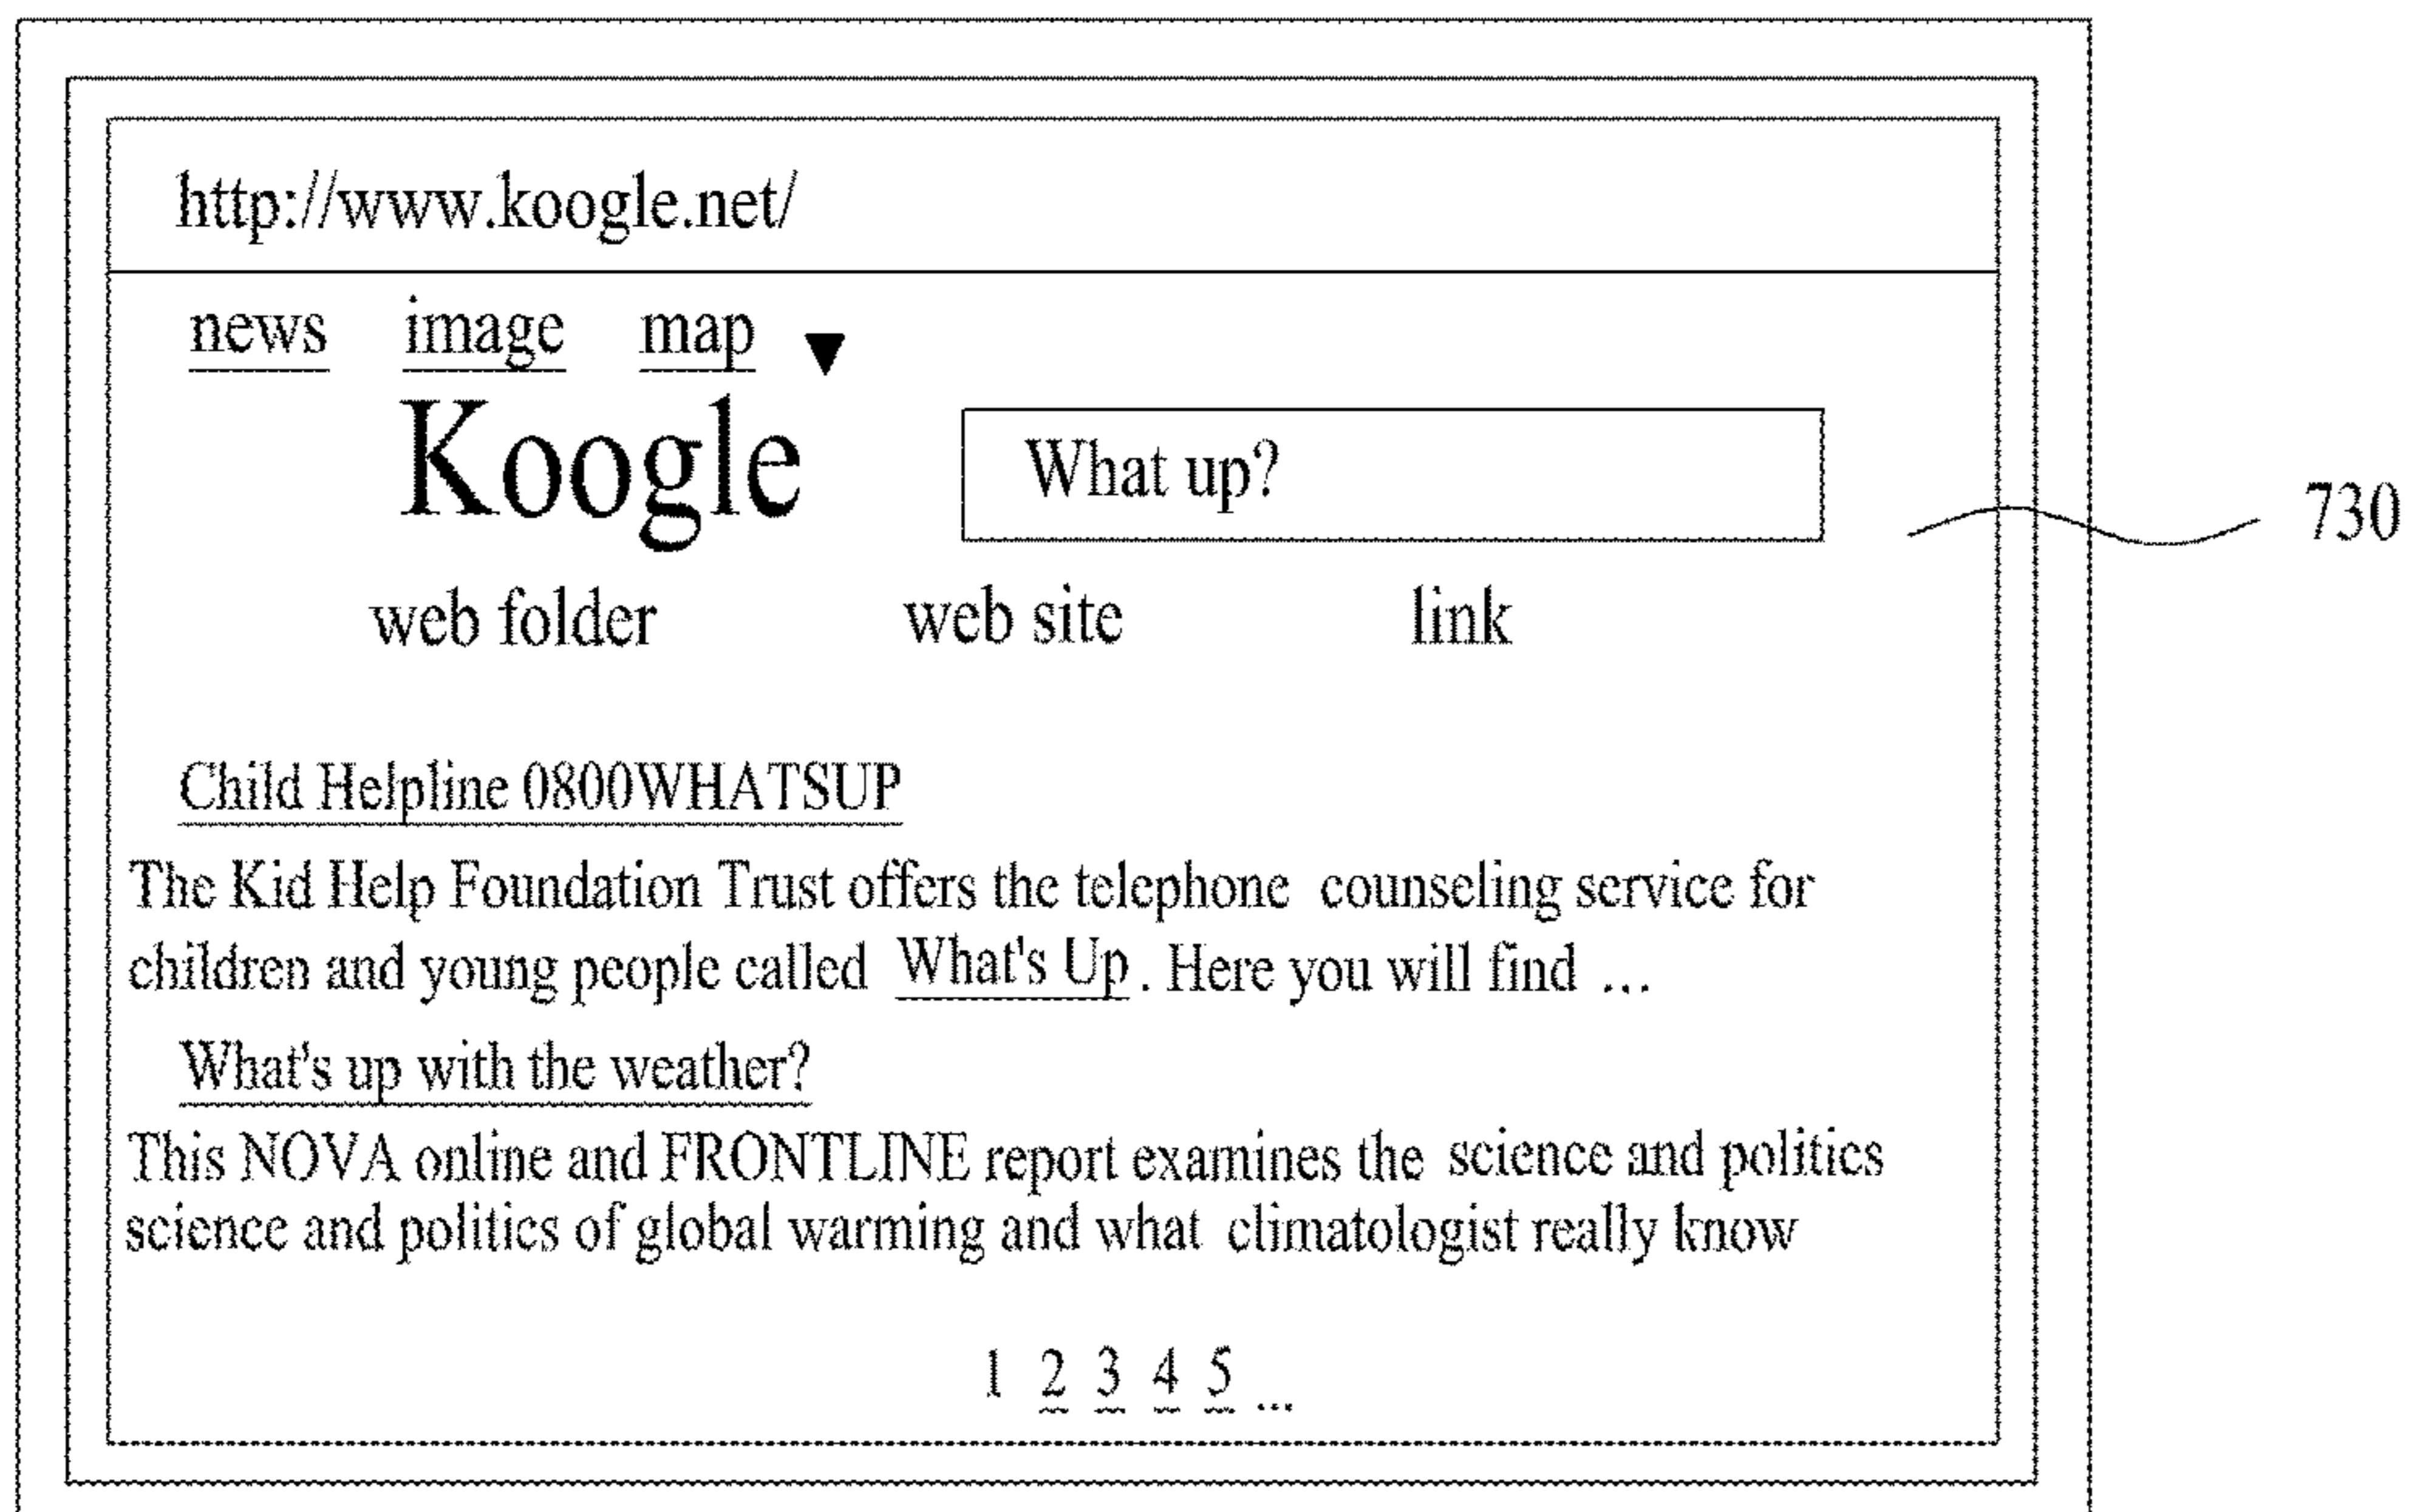 http://www.koogle.net/
news image map ▼
Koogle What up?
730
web folder web site link
Child Helpline 0800WHATSUP
The Kid Help Foundation Trust offers the telephone counseling service for
children and young people called What's Up . Here you will find ...
What's up with the weather?
This NOVA online and FRONTLINE report examines the science and politics
science and politics of global warming and what climatologist really know
1 2 3 4 5 ...